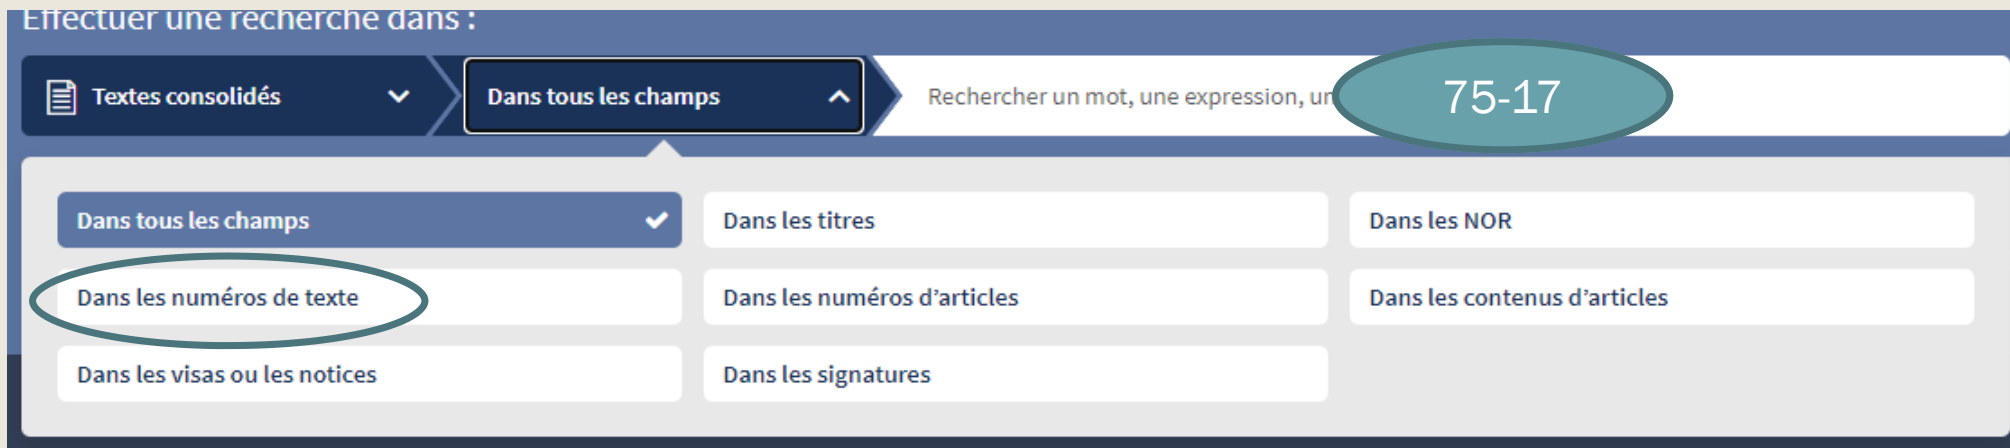 Effectuer une recherche dans :
Textes consolidés
Dans tous les champs
Rechercher un mot, une expression, un
75-17
Dans tous les champs
Dans les titres
Dans les NOR
Dans les numéros de texte
Dans les numéros d’articles
Dans les contenus d’articles
Dans les visas ou les notices
Dans les signatures